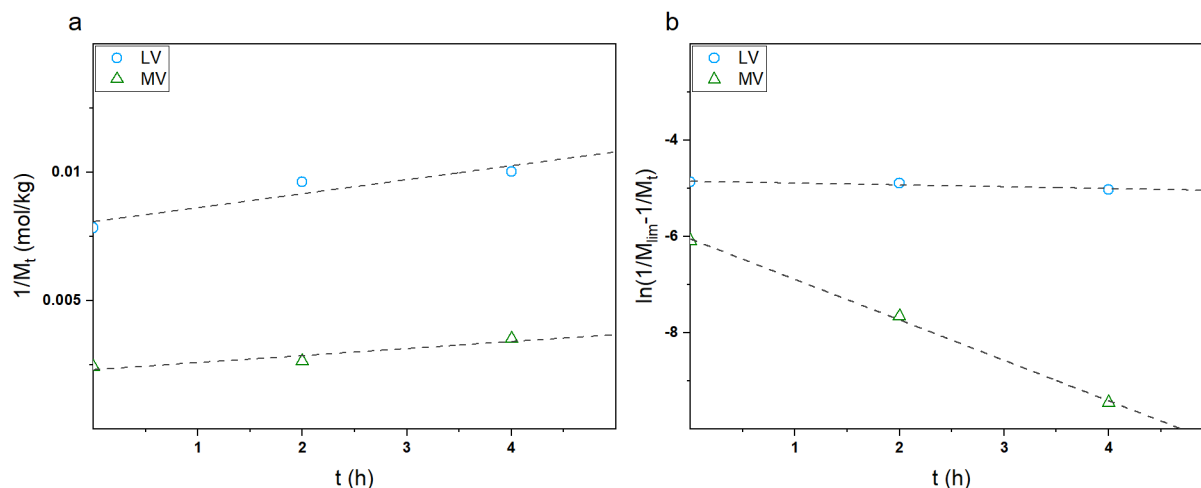 a
LV
MV
1/Mt (mol/kg)
0.01
0.005
1 2 3 4
t (h)
b
LV
MV
ln(1/Mlim-1/Mt)
-4
-6
-8
1 2 3 4
t (h)